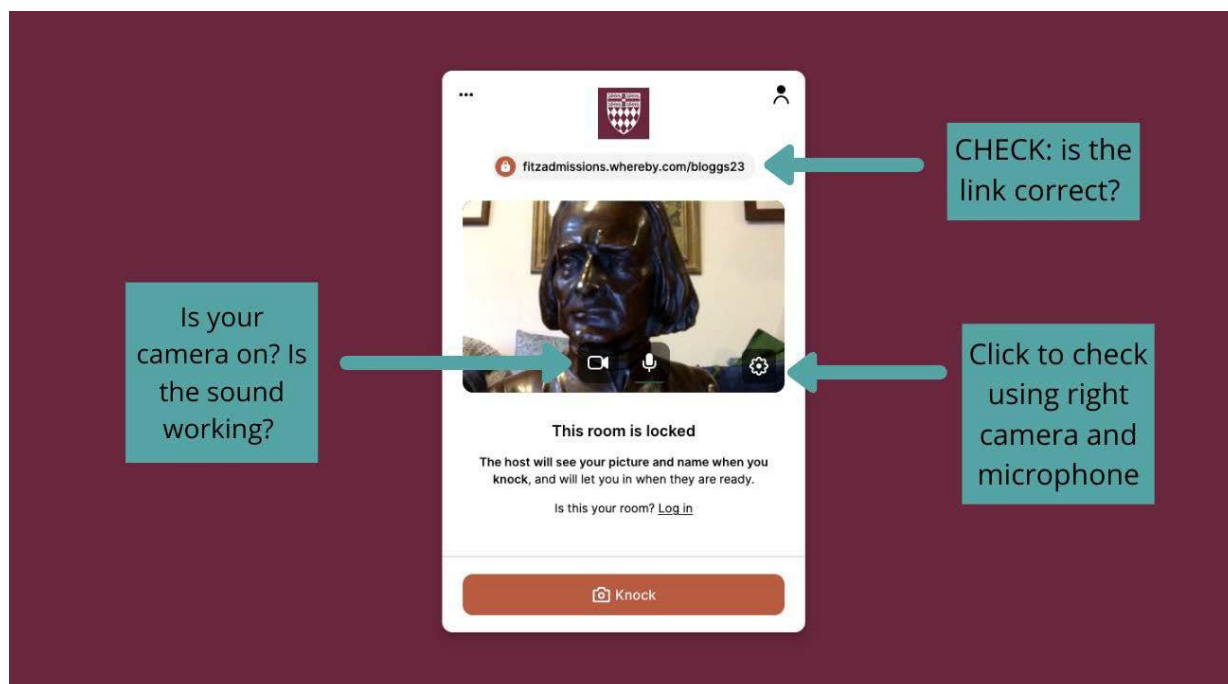 fitzadmissions.whereby.com/bloggs23
CHECK: is the
link correct?
Is your
camera on? Is
the sound
working?
Click to check
using right
camera and
microphone
This room is locked
The host will see your picture and name when you
knock, and will let you in when they are ready.
Is this your room? Log in
Knock